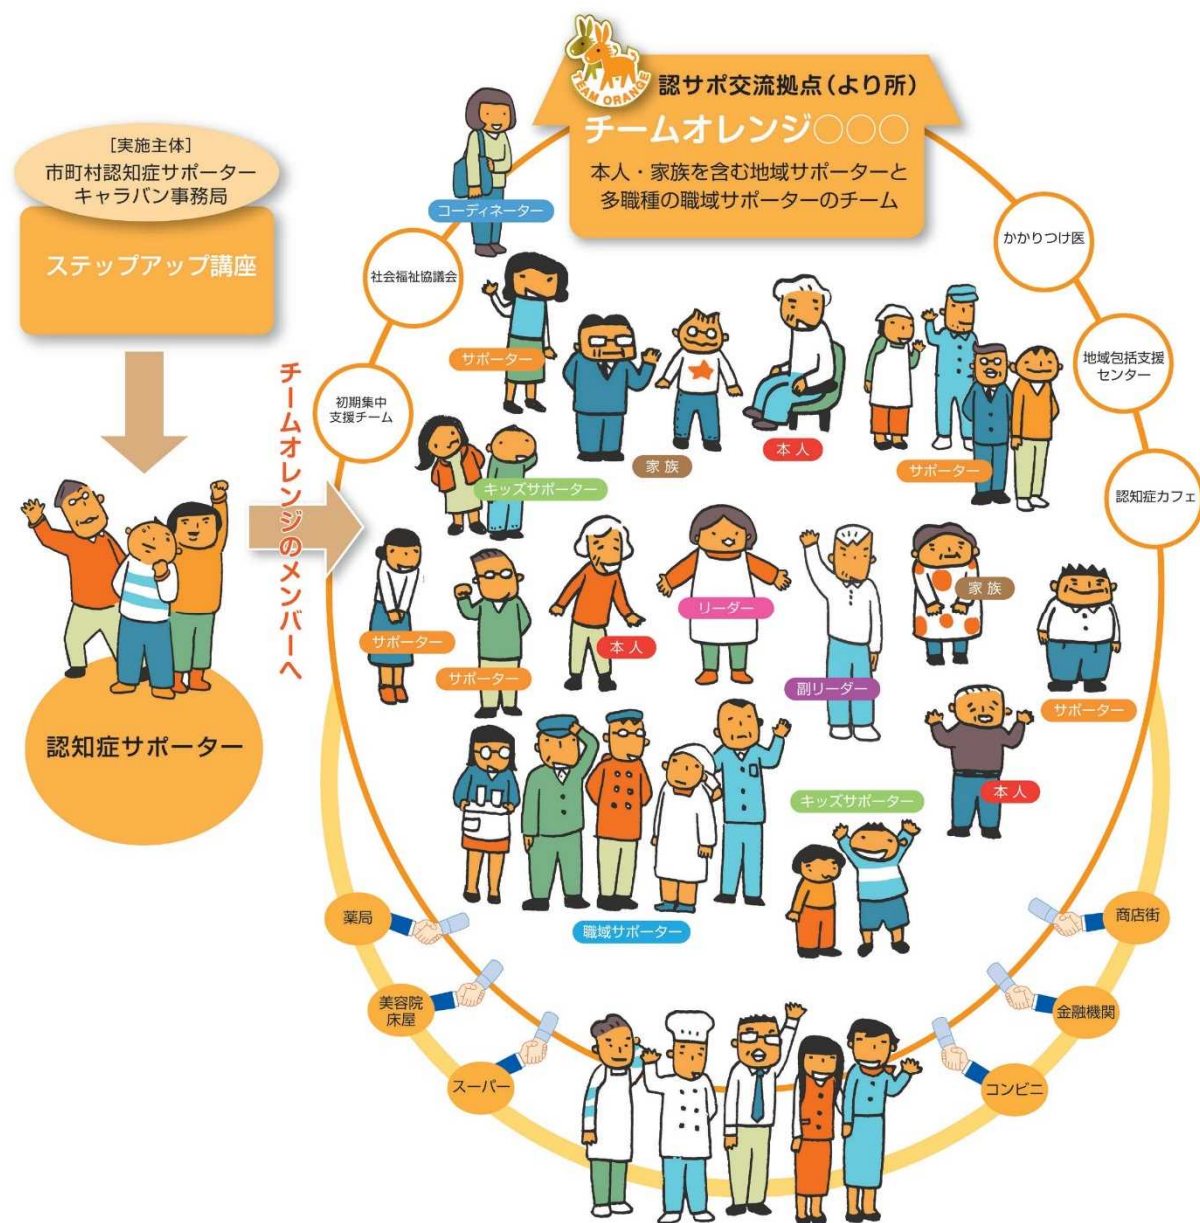 [実施主体]
市町村認知症サポーター
キャラバン事務局
ステップアップ講座
認知症サポーター
チームオレンジのメンバーへ
TEAM ORANGE
認サポ交流拠点(より所)
チームオレンジ○○○
本人・家族を含む地域サポーターと
多職種の職域サポーターのチーム
コーディネーター
社会福祉協議会
初期集中
支援チーム
かかりつけ医
地域包括支援
センター
認知症カフェ
サポーター
家族
本人
サポーター
キッズサポーター
サポーター
サポーター
本人
リーダー
副リーダー
家族
サポーター
本人
キッズサポーター
職域サポーター
薬局
美容院
床屋
スーパー
商店街
金融機関
コンビニ